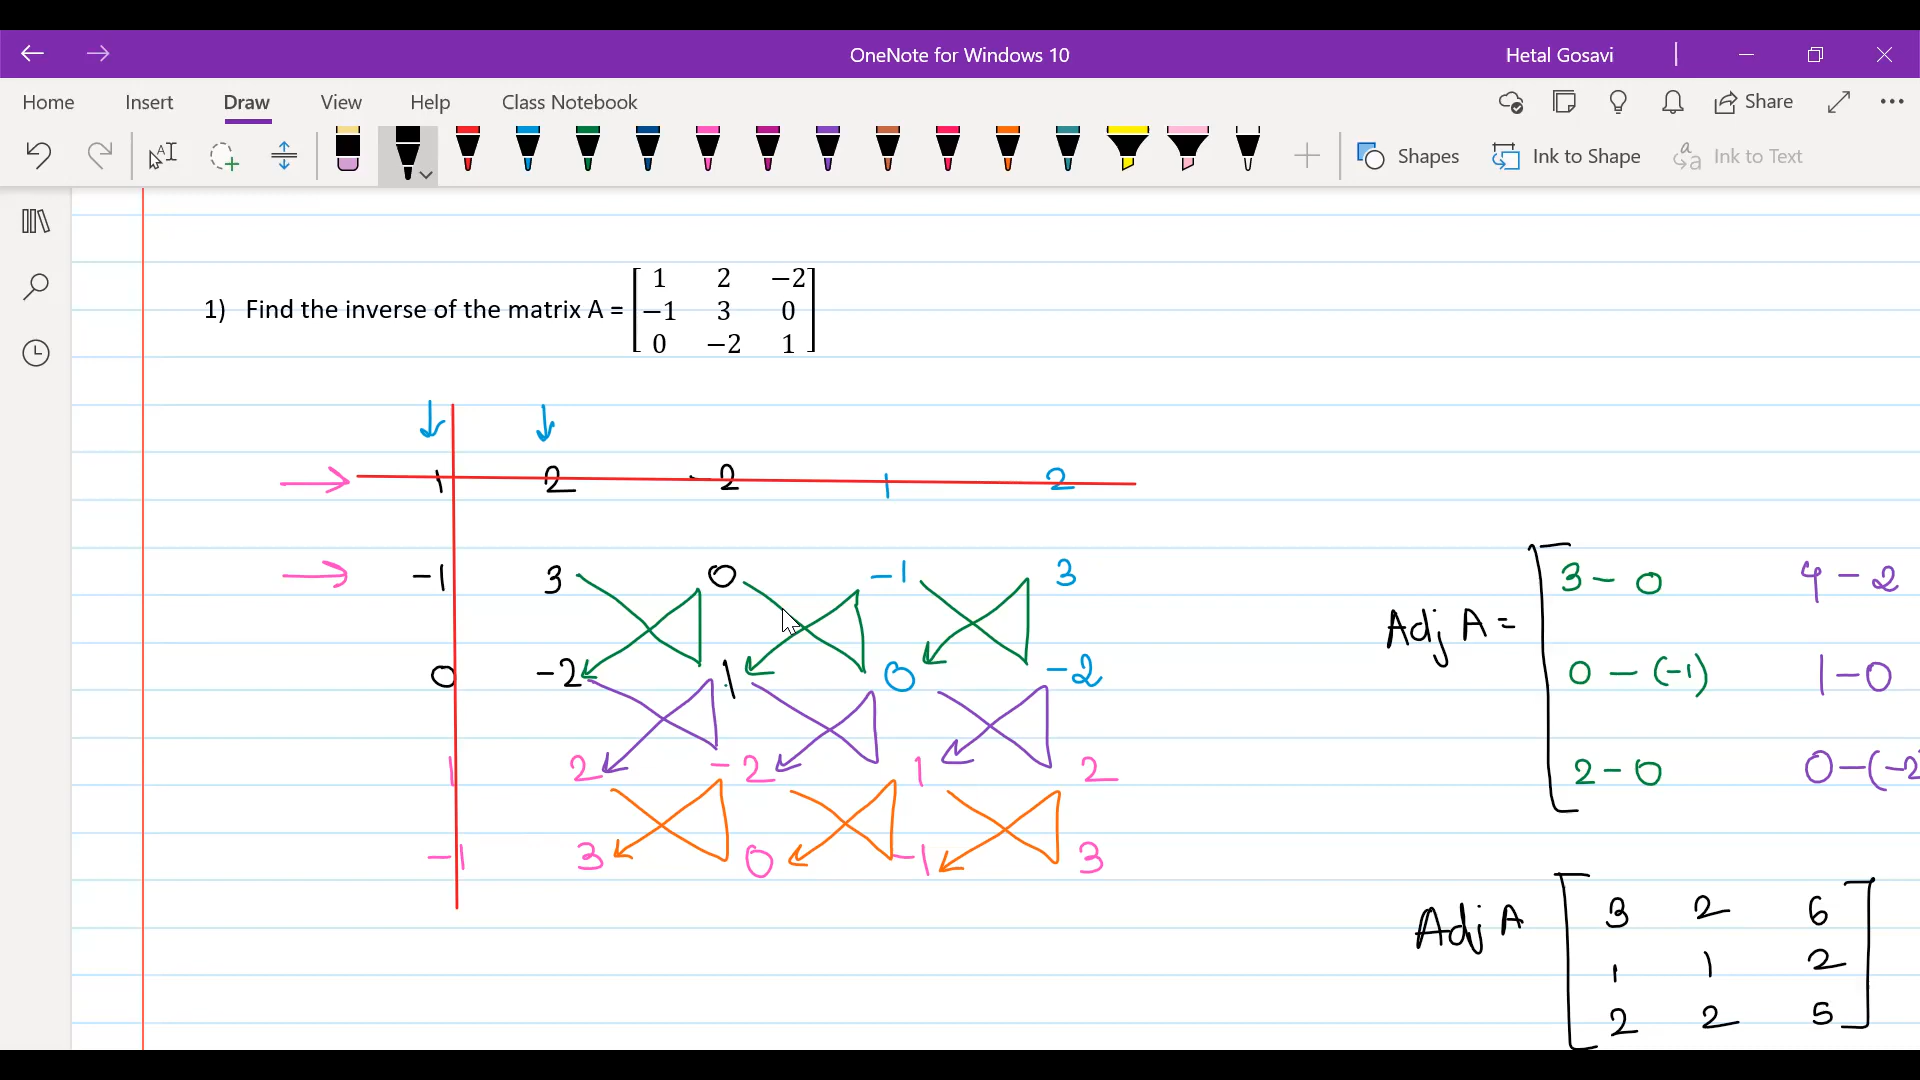 OneNote for Windows 10
Hetal Gosavi
Home Insert Draw View Help Class Notebook
Share
Shapes Ink to Shape Ink to Text
1) Find the inverse of the matrix A = [ 1 2 −2
−1 3 0
0 −2 1 ]
1 2 -2 1 2
-1 3 0 -1 3
0 -2 1 0 -2
1 2 -2 1 2
-1 3 0 -1 3
Adj A =
3 - 0 4 - 2
0 - (-1) 1 - 0
2 - 0 0 - (-2
Adj A
3 2 6
1 1 2
2 2 5